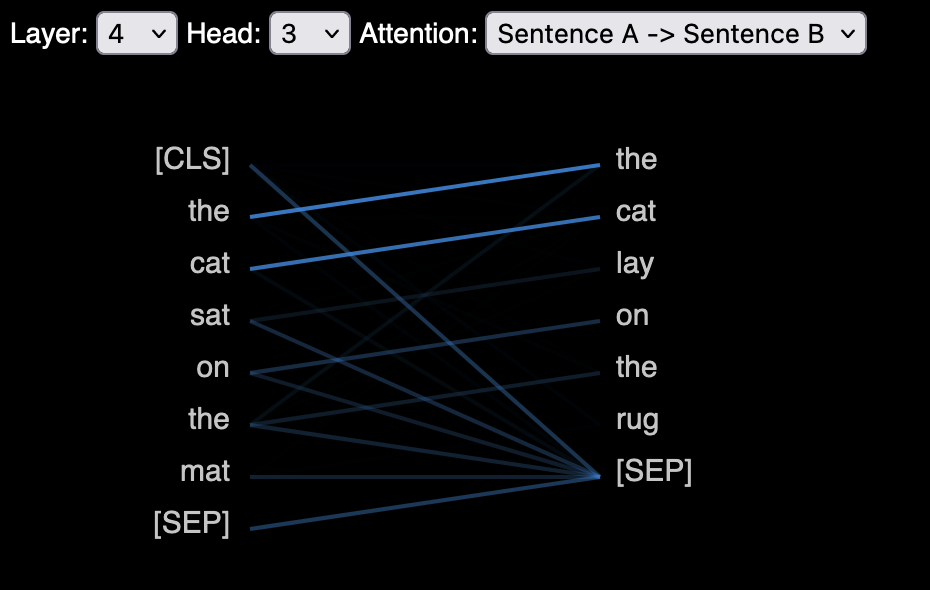 Layer: 4 Head: 3 Attention: Sentence A -> Sentence B
[CLS] the
the cat
cat lay
sat on
on the
the rug
mat [SEP]
[SEP]